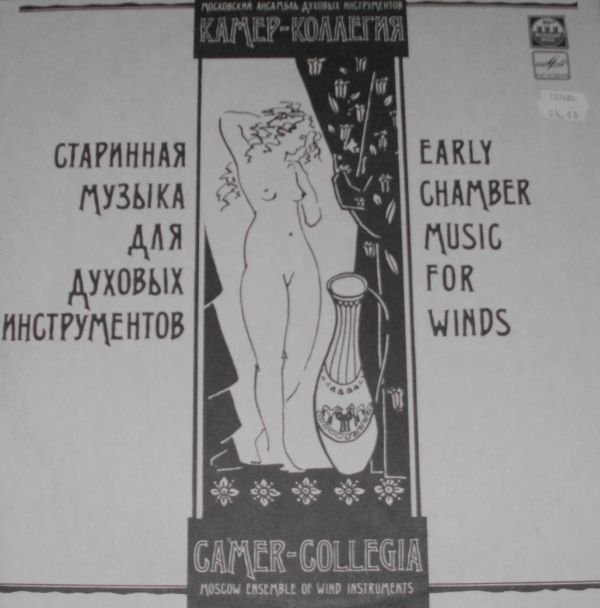 МОСКОВСКИЙ АНСАМБЛЬ ДУХОВЫХ ИНСТРУМЕНТОВ
КАМЕР-КОЛЛЕГИЯ
СТАРИННАЯ
МУЗЫКА
ДЛЯ
ДУХОВЫХ
ИНСТРУМЕНТОВ
EARLY
CHAMBER
MUSIC
FOR
WINDS
CAMER-COLLEGIA
MOSCOW ENSEMBLE OF WIND INSTRUMENTS